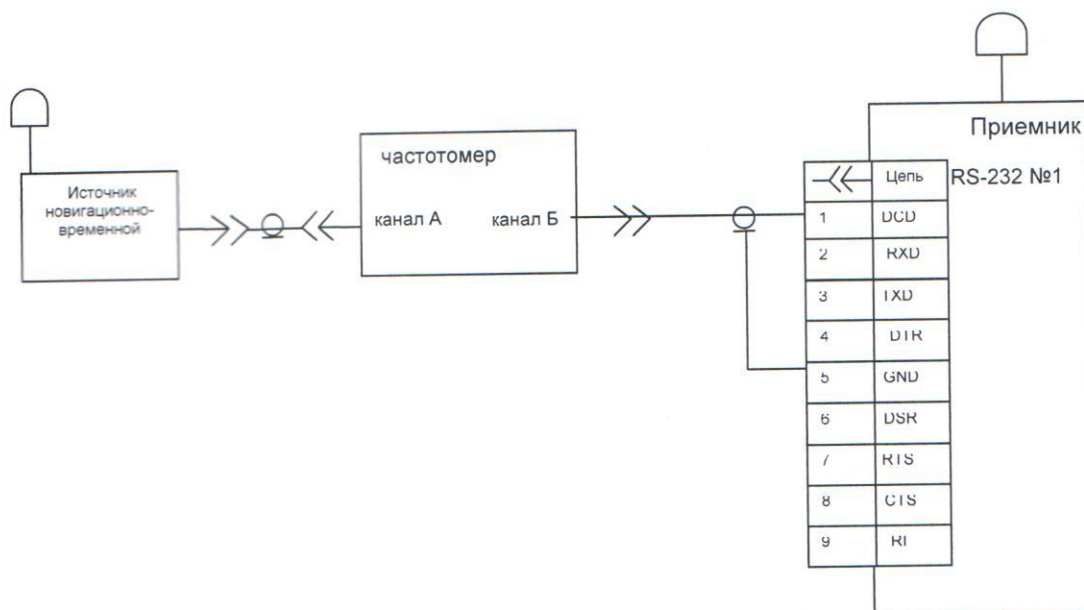 Приемник
частотомер
Источник
новигационно-
временной
канал А канал Б
Цепь RS-232 №1
1 DCD
2 RXD
3 TXD
4 DTR
5 GND
6 DSR
7 RTS
8 CTS
9 RI